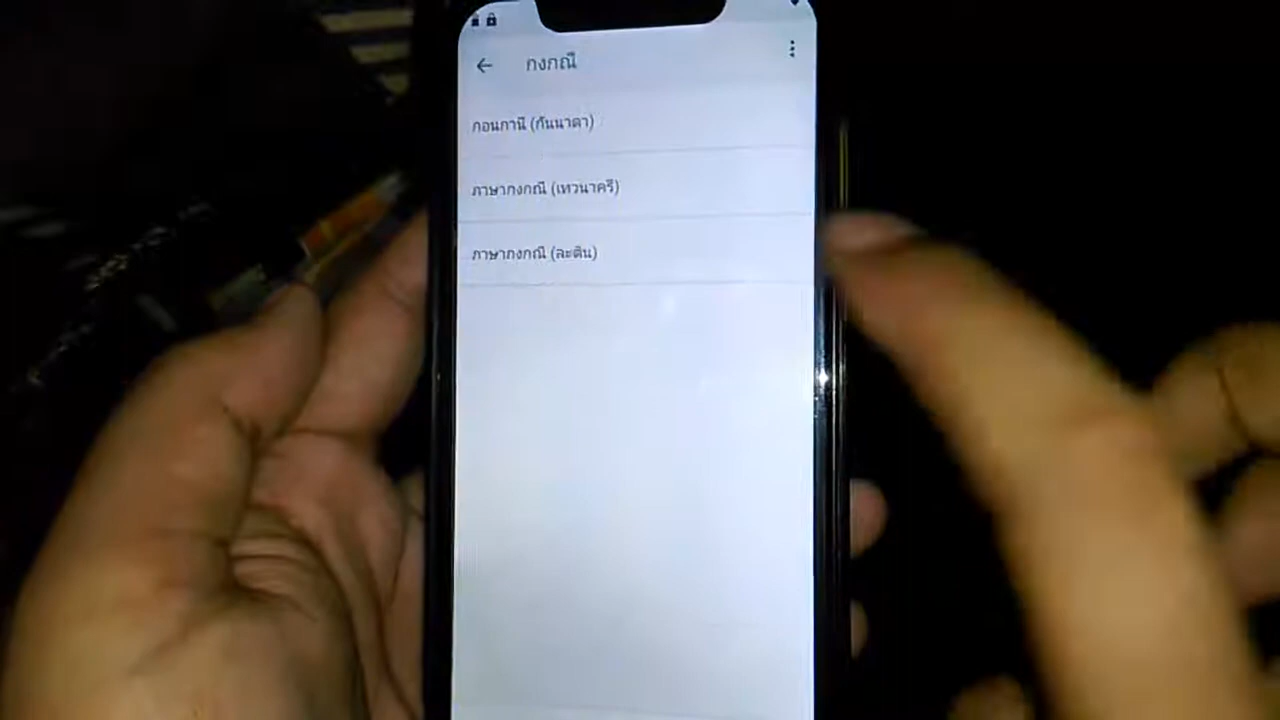 กงกณี
กอนกานี (กันนาดา)
ภาษากงกณี (เทวนาครี)
ภาษากงกณี (ละติน)